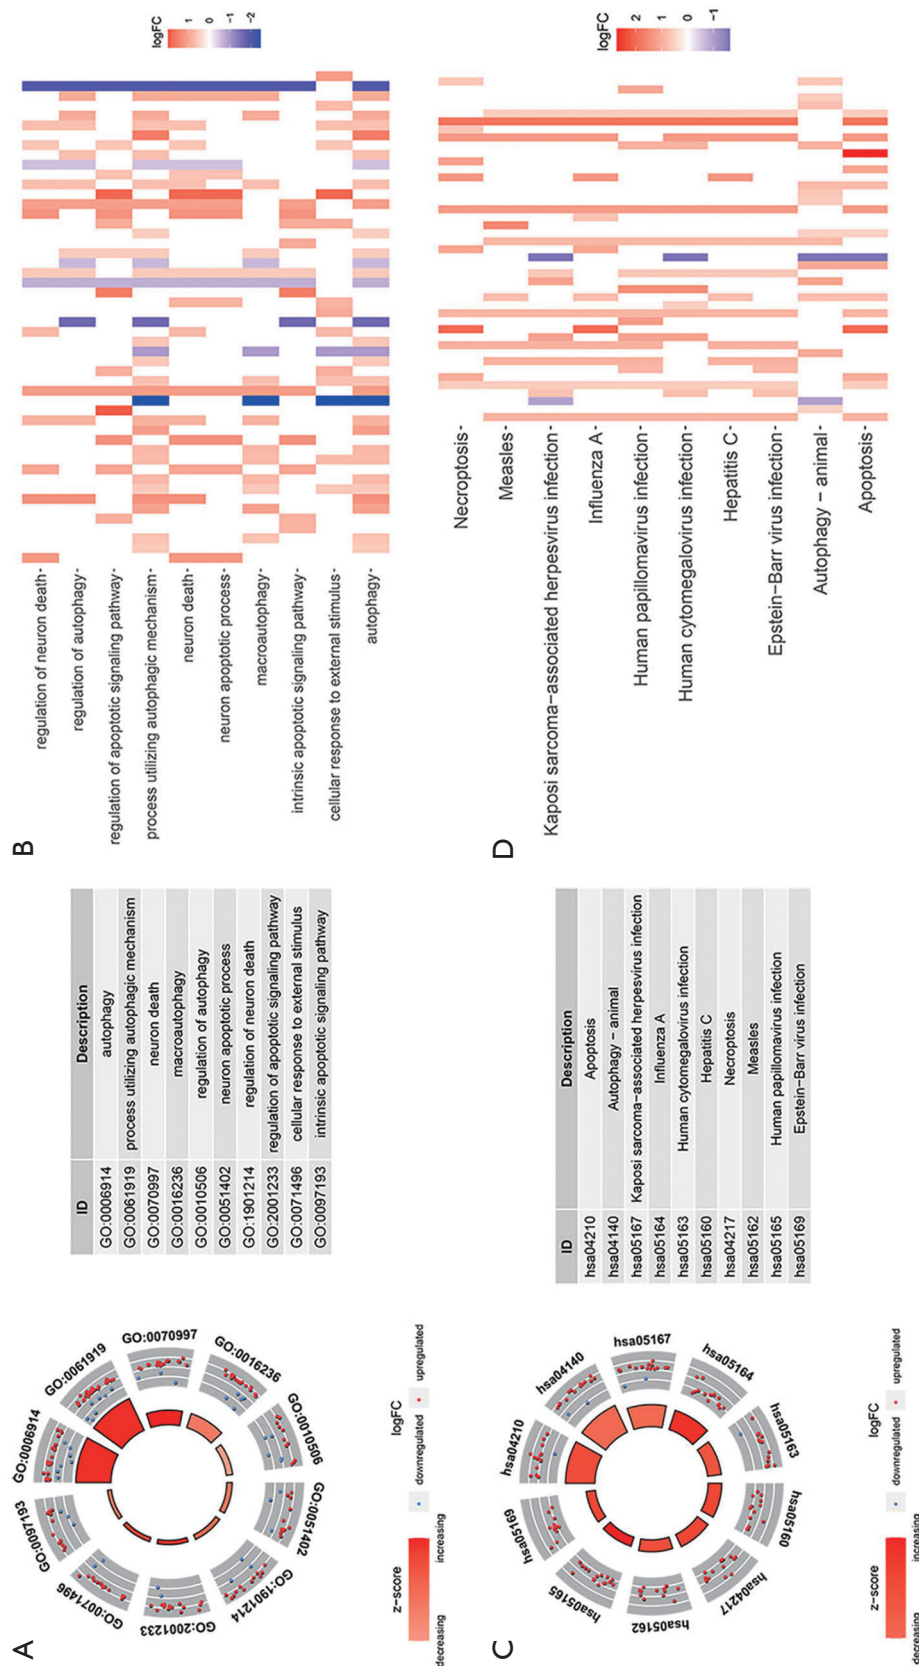 A
GO:0006914
GO:0061919
GO:0070997
GO:0016236
GO:0010506
GO:0051402
GO:1901214
GO:2001233
GO:0071496
GO:0097193
z-score
decreasing
increasing
logFC
downregulated
upregulated
ID Description
GO:0006914 autophagy
GO:0061919 process utilizing autophagic mechanism
GO:0070997 neuron death
GO:0016236 macroautophagy
GO:0010506 regulation of autophagy
GO:0051402 neuron apoptotic process
GO:1901214 regulation of neuron death
GO:2001233 regulation of apoptotic signaling pathway
GO:0071496 cellular response to external stimulus
GO:0097193 intrinsic apoptotic signaling pathway
B
regulation of neuron death-
regulation of autophagy-
regulation of apoptotic signaling pathway-
process utilizing autophagic mechanism-
neuron death-
neuron apoptotic process-
macroautophagy-
intrinsic apoptotic signaling pathway-
cellular response to external stimulus-
autophagy-
logFC
1
0
-1
-2
C
hsa04210
hsa04140
hsa05167
hsa05164
hsa05163
hsa05160
hsa04217
hsa05162
hsa05165
hsa05169
z-score
decreasing
increasing
logFC
downregulated
upregulated
ID Description
hsa04210 Apoptosis
hsa04140 Autophagy – animal
hsa05167 Kaposi sarcoma-associated herpesvirus infection
hsa05164 Influenza A
hsa05163 Human cytomegalovirus infection
hsa05160 Hepatitis C
hsa04217 Necroptosis
hsa05162 Measles
hsa05165 Human papillomavirus infection
hsa05169 Epstein-Barr virus infection
D
Necroptosis-
Measles-
Kaposi sarcoma-associated herpesvirus infection-
Influenza A-
Human papillomavirus infection-
Human cytomegalovirus infection-
Hepatitis C-
Epstein-Barr virus infection-
Autophagy – animal-
Apoptosis-
logFC
2
1
0
-1